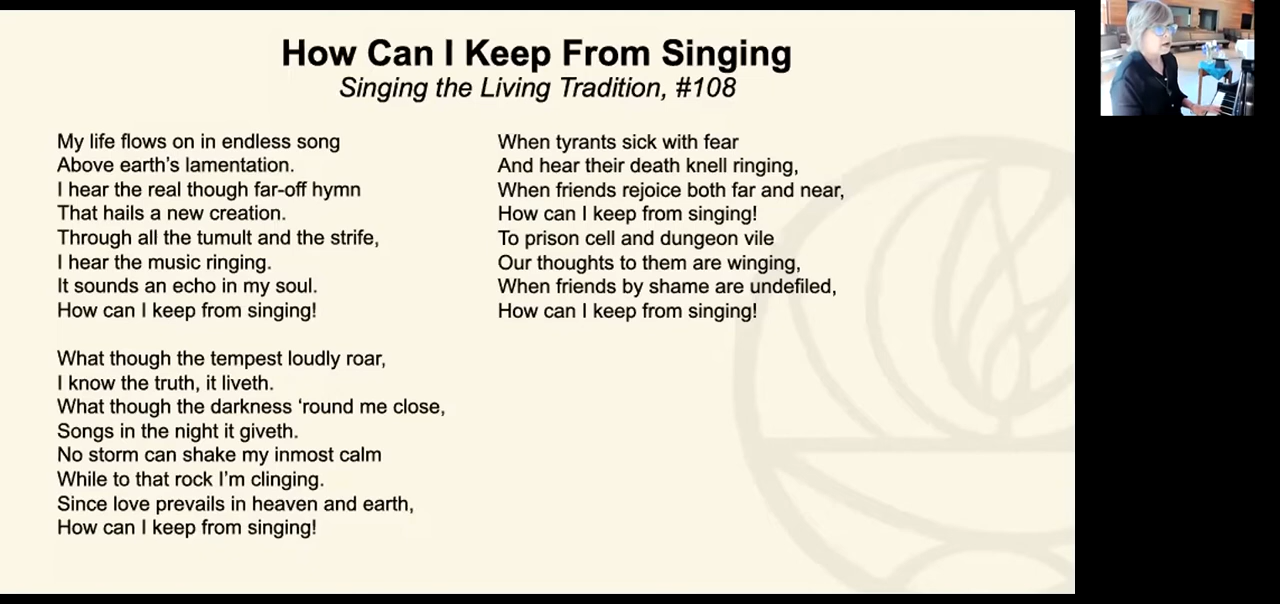 How Can I Keep From Singing
Singing the Living Tradition, #108
My life flows on in endless song
Above earth's lamentation.
I hear the real though far-off hymn
That hails a new creation.
Through all the tumult and the strife,
I hear the music ringing.
It sounds an echo in my soul.
How can I keep from singing!
What though the tempest loudly roar,
I know the truth, it liveth.
What though the darkness ‘round me close,
Songs in the night it giveth.
No storm can shake my inmost calm
While to that rock I'm clinging.
Since love prevails in heaven and earth,
How can I keep from singing!
When tyrants sick with fear
And hear their death knell ringing,
When friends rejoice both far and near,
How can I keep from singing!
To prison cell and dungeon vile
Our thoughts to them are winging,
When friends by shame are undefiled,
How can I keep from singing!